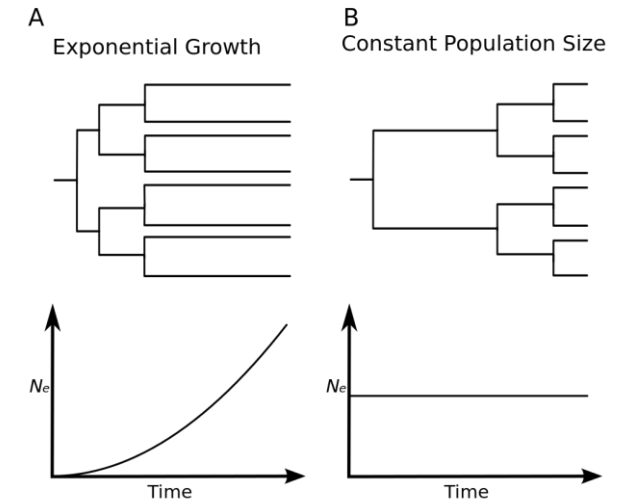 A
Exponential Growth
B
Constant Population Size
Ne
Time
Ne
Time